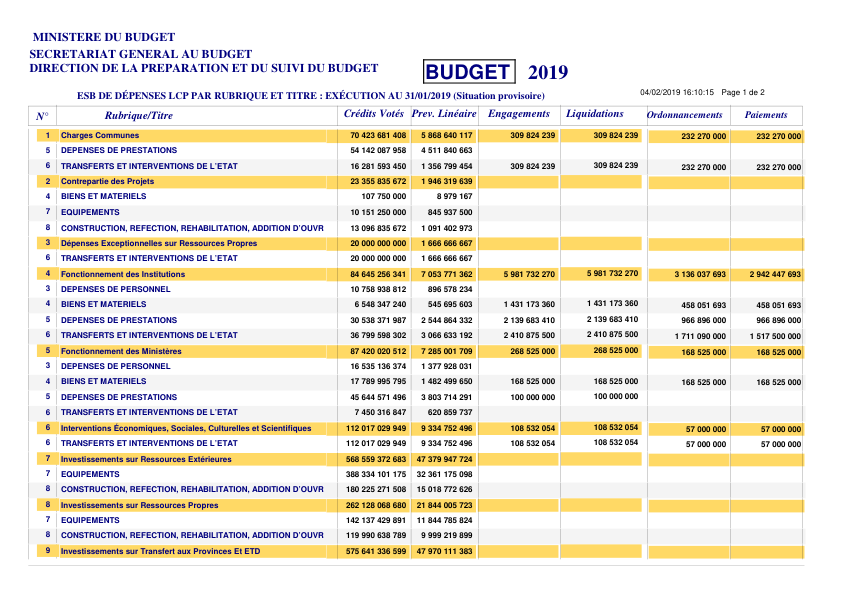 MINISTERE DU BUDGET
SECRETARIAT GENERAL AU BUDGET
DIRECTION DE LA PREPARATION ET DU SUIVI DU BUDGET
BUDGET 2019
04/02/2019 16:10:15 Page 1 de 2
ESB DE DÉPENSES LCP PAR RUBRIQUE ET TITRE : EXÉCUTION AU 31/01/2019 (Situation provisoire)
N° Rubrique/Titre Crédits Votés Prev. Linéaire Engagements Liquidations Ordonnancements Paiements
1 Charges Communes 70 423 681 408 5 868 640 117 309 824 239 309 824 239 232 270 000 232 270 000
5 DEPENSES DE PRESTATIONS 54 142 087 958 4 511 840 663
6 TRANSFERTS ET INTERVENTIONS DE L'ETAT 16 281 593 450 1 356 799 454 309 824 239 309 824 239 232 270 000 232 270 000
2 Contrepartie des Projets 23 355 835 672 1 946 319 639
4 BIENS ET MATERIELS 107 750 000 8 979 167
7 EQUIPEMENTS 10 151 250 000 845 937 500
8 CONSTRUCTION, REFECTION, REHABILITATION, ADDITION D'OUVR 13 096 835 672 1 091 402 973
3 Dépenses Exceptionnelles sur Ressources Propres 20 000 000 000 1 666 666 667
6 TRANSFERTS ET INTERVENTIONS DE L'ETAT 20 000 000 000 1 666 666 667
4 Fonctionnement des Institutions 84 645 256 341 7 053 771 362 5 981 732 270 5 981 732 270 3 136 037 693 2 942 447 693
3 DEPENSES DE PERSONNEL 10 758 938 812 896 578 234
4 BIENS ET MATERIELS 6 548 347 240 545 695 603 1 431 173 360 1 431 173 360 458 051 693 458 051 693
5 DEPENSES DE PRESTATIONS 30 538 371 987 2 544 864 332 2 139 683 410 2 139 683 410 966 896 000 966 896 000
6 TRANSFERTS ET INTERVENTIONS DE L'ETAT 36 799 598 302 3 066 633 192 2 410 875 500 2 410 875 500 1 711 090 000 1 517 500 000
5 Fonctionnement des Ministères 87 420 020 512 7 285 001 709 268 525 000 268 525 000 168 525 000 168 525 000
3 DEPENSES DE PERSONNEL 16 535 136 374 1 377 928 031
4 BIENS ET MATERIELS 17 789 995 795 1 482 499 650 168 525 000 168 525 000 168 525 000 168 525 000
5 DEPENSES DE PRESTATIONS 45 644 571 496 3 803 714 291 100 000 000 100 000 000
6 TRANSFERTS ET INTERVENTIONS DE L'ETAT 7 450 316 847 620 859 737
6 Interventions Économiques, Sociales, Culturelles et Scientifiques 112 017 029 949 9 334 752 496 108 532 054 108 532 054 57 000 000 57 000 000
6 TRANSFERTS ET INTERVENTIONS DE L'ETAT 112 017 029 949 9 334 752 496 108 532 054 108 532 054 57 000 000 57 000 000
7 Investissements sur Ressources Extérieures 568 559 372 683 47 379 947 724
7 EQUIPEMENTS 388 334 101 175 32 361 175 098
8 CONSTRUCTION, REFECTION, REHABILITATION, ADDITION D'OUVR 180 225 271 508 15 018 772 626
8 Investissements sur Ressources Propres 262 128 068 680 21 844 005 723
7 EQUIPEMENTS 142 137 429 891 11 844 785 824
8 CONSTRUCTION, REFECTION, REHABILITATION, ADDITION D'OUVR 119 990 638 789 9 999 219 899
9 Investissements sur Transfert aux Provinces Et ETD 575 641 336 599 47 970 111 383